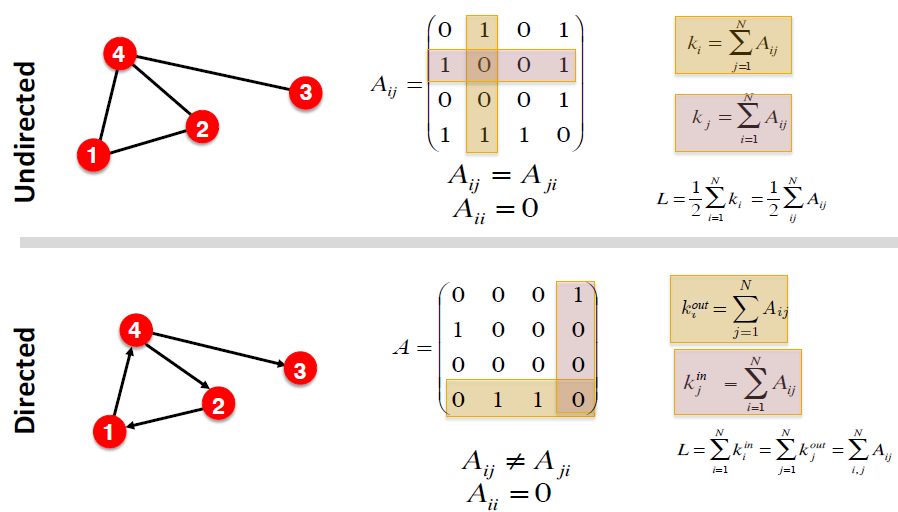 Undirected
4
3
2
1
A_{ij} = \begin{pmatrix} 0 & 1 & 0 & 1 \\ 1 & 0 & 0 & 1 \\ 0 & 0 & 0 & 1 \\ 1 & 1 & 1 & 0 \end{pmatrix}
A_{ij} = A_{ji}
A_{ii} = 0
k_i = \sum_{j=1}^{N} A_{ij}
k_j = \sum_{i=1}^{N} A_{ij}
L = \frac{1}{2} \sum_{i=1}^{N} k_i = \frac{1}{2} \sum_{ij}^{N} A_{ij}
Directed
4
3
2
1
A = \begin{pmatrix} 0 & 0 & 0 & 1 \\ 1 & 0 & 0 & 0 \\ 0 & 0 & 0 & 0 \\ 0 & 1 & 1 & 0 \end{pmatrix}
A_{ij} \neq A_{ji}
A_{ii} = 0
k_i^{out} = \sum_{j=1}^{N} A_{ij}
k_j^{in} = \sum_{i=1}^{N} A_{ij}
L = \sum_{i=1}^{N} k_i^{in} = \sum_{j=1}^{N} k_j^{out} = \sum_{i,j}^{N} A_{ij}